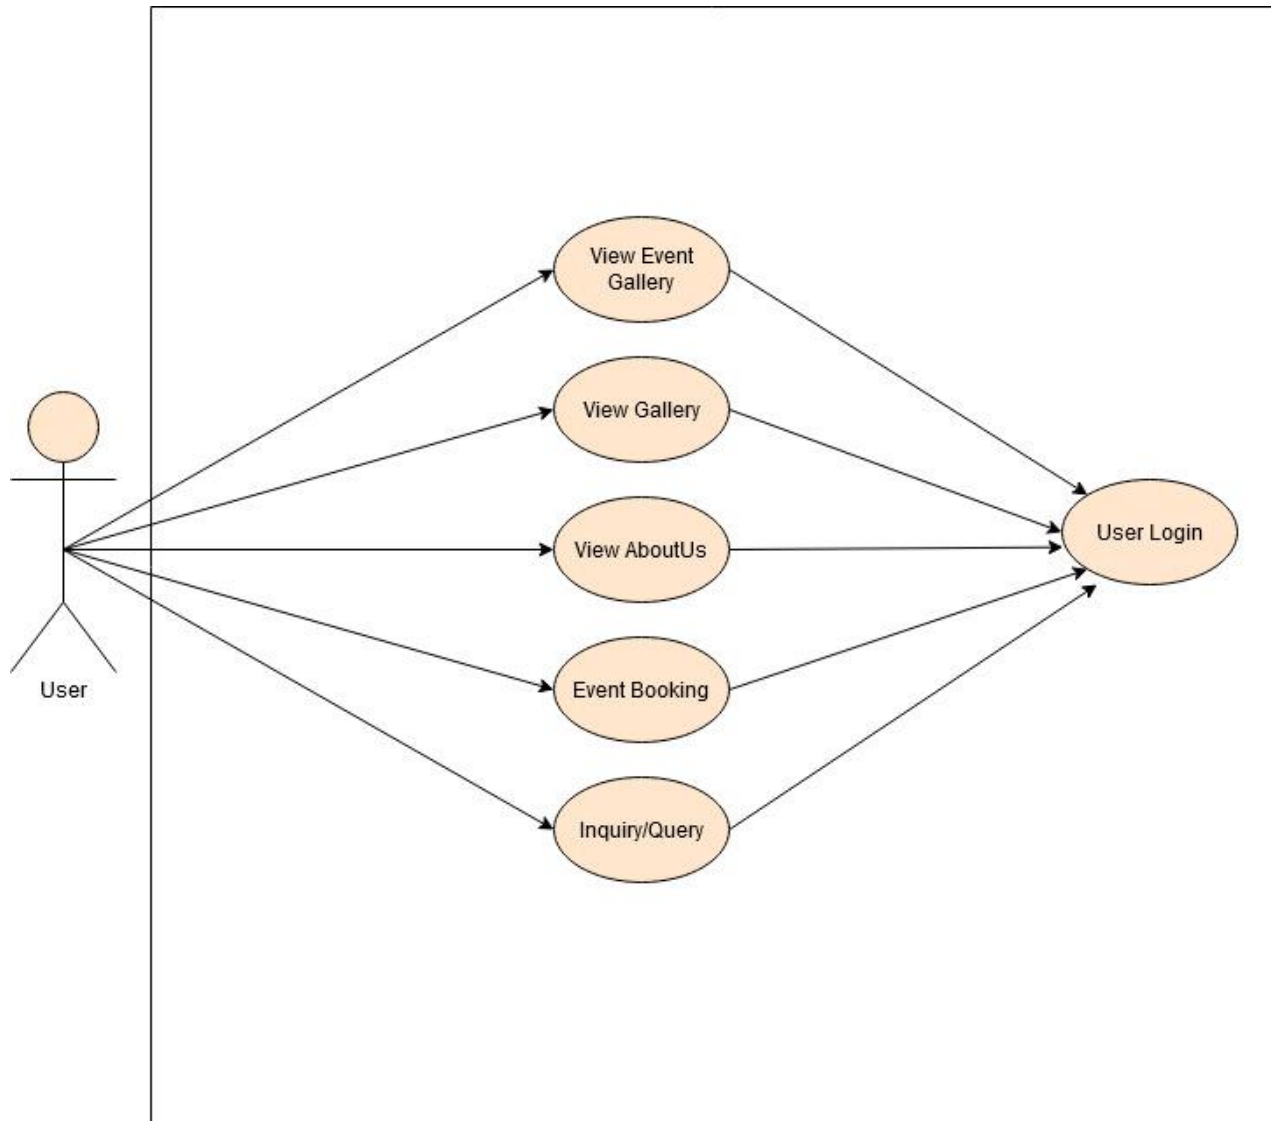 View Event
Gallery
View Gallery
View AboutUs
User Login
Event Booking
User
Inquiry/Query